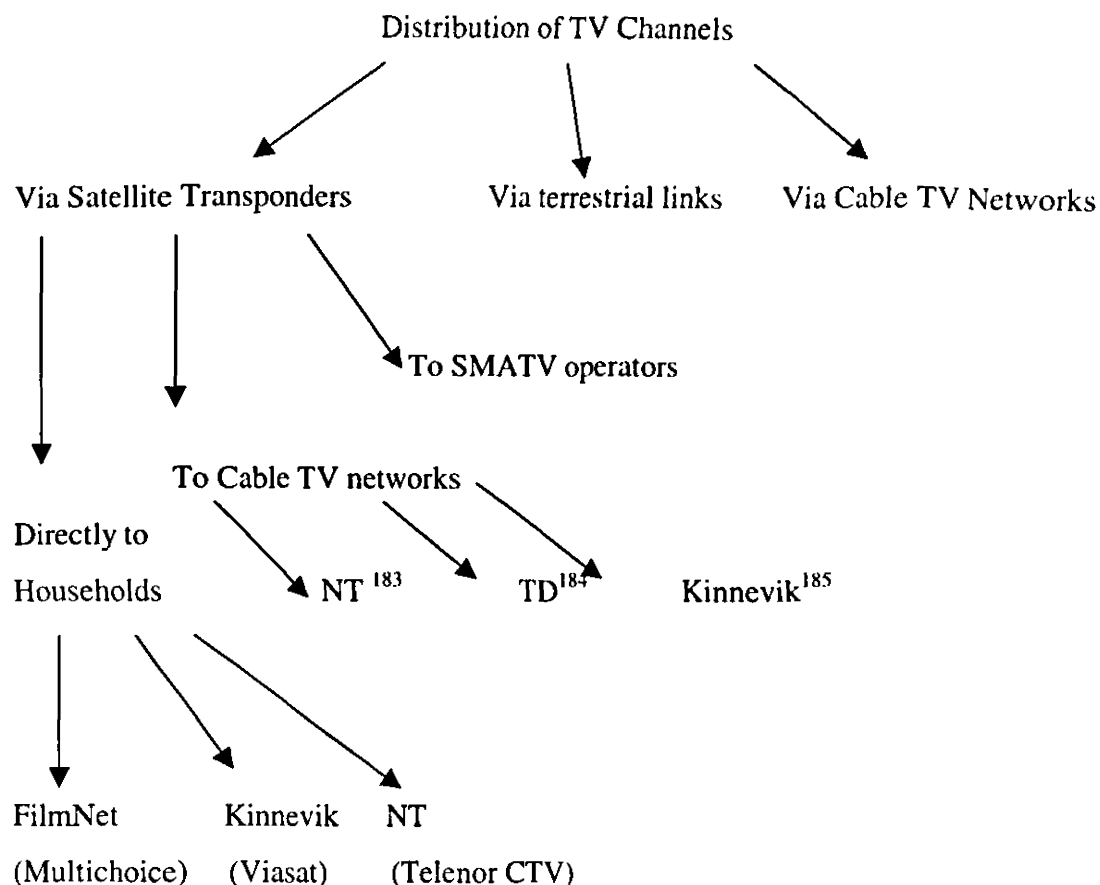 Distribution of TV Channels
Via Satellite Transponders Via terrestrial links Via Cable TV Networks
To SMATV operators
To Cable TV networks
Directly to
Households NT 183 TD184 Kinnevik185
FilmNet Kinnevik NT
(Multichoice) (Viasat) (Telenor CTV)